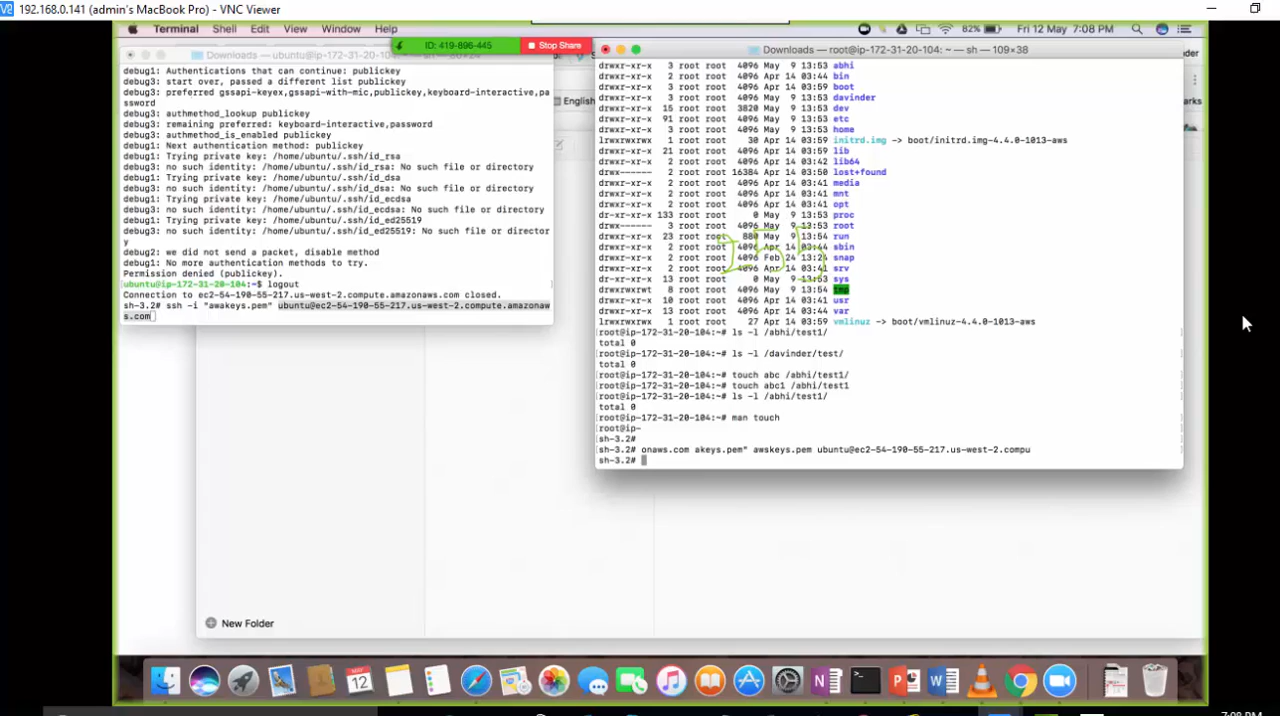 192.168.0.141 (admin's MacBook Pro) - VNC Viewer
Terminal Shell Edit View Window Help 82% Fri 12 May 7:08 PM
ID: 419-896-445 Stop Share
Downloads — ubuntu@ip-172-31-20-104: ~ —
debug1: Authentications that can continue: publickey
debug3: start over, passed a different list publickey
debug3: preferred gssapi-keyex,gssapi-with-mic,publickey,keyboard-interactive,pa
ssword
debug3: authmethod_lookup publickey
debug3: remaining preferred: keyboard-interactive,password
debug3: authmethod_is_enabled publickey
debug1: Next authentication method: publickey
debug1: Trying private key: /home/ubuntu/.ssh/id_rsa
debug3: no such identity: /home/ubuntu/.ssh/id_rsa: No such file or directory
debug1: Trying private key: /home/ubuntu/.ssh/id_dsa
debug3: no such identity: /home/ubuntu/.ssh/id_dsa: No such file or directory
debug1: Trying private key: /home/ubuntu/.ssh/id_ecdsa
debug3: no such identity: /home/ubuntu/.ssh/id_ecdsa: No such file or directory
debug1: Trying private key: /home/ubuntu/.ssh/id_ed25519
debug3: no such identity: /home/ubuntu/.ssh/id_ed25519: No such file or director
y
debug2: we did not send a packet, disable method
debug1: No more authentication methods to try.
Permission denied (publickey).
ubuntu@ip-172-31-20-104:~$ logout
Connection to ec2-54-190-55-217.us-west-2.compute.amazonaws.com closed.
sh-3.2# ssh -i "awakeys.pem" ubuntu@ec2-54-190-55-217.us-west-2.compute.amazonaw
s.com
English
New Folder
Downloads — root@ip-172-31-20-104: ~ — sh — 109×38
drwxr-xr-x 3 root root 4096 May 9 13:53 abhi
drwxr-xr-x 2 root root 4096 Apr 14 03:44 bin
drwxr-xr-x 3 root root 4096 Apr 14 03:59 boot
drwxr-xr-x 3 root root 4096 May 9 13:53 davinder
drwxr-xr-x 15 root root 3820 May 9 13:53 dev
drwxr-xr-x 91 root root 4096 May 9 13:53 etc
drwxr-xr-x 3 root root 4096 May 9 13:53 home
lrwxrwxrwx 1 root root 30 Apr 14 03:59 initrd.img -> boot/initrd.img-4.4.0-1013-aws
drwxr-xr-x 21 root root 4096 Apr 14 03:59 lib
drwxr-xr-x 2 root root 4096 Apr 14 03:42 lib64
drwx------ 2 root root 16384 Apr 14 03:50 lost+found
drwxr-xr-x 2 root root 4096 Apr 14 03:41 media
drwxr-xr-x 2 root root 4096 Apr 14 03:41 mnt
drwxr-xr-x 2 root root 4096 Apr 14 03:41 opt
dr-xr-xr-x 133 root root 0 May 9 13:53 proc
drwx------ 3 root root 4096 May 9 13:53 root
drwxr-xr-x 23 root root 880 May 9 13:54 run
drwxr-xr-x 2 root root 4096 Apr 14 03:44 sbin
drwxr-xr-x 2 root root 4096 Feb 24 13:24 snap
drwxr-xr-x 2 root root 4096 Apr 14 03:41 srv
dr-xr-xr-x 13 root root 0 May 9 13:53 sys
drwxrwxrwt 8 root root 4096 May 9 13:54 tmp
drwxr-xr-x 10 root root 4096 Apr 14 03:41 usr
drwxr-xr-x 13 root root 4096 Apr 14 03:44 var
lrwxrwxrwx 1 root root 27 Apr 14 03:59 vmlinuz -> boot/vmlinuz-4.4.0-1013-aws
[root@ip-172-31-20-104:~# ls -l /abhi/test1/
total 0
[root@ip-172-31-20-104:~# ls -l /davinder/test/
total 0
[root@ip-172-31-20-104:~# touch abc /abhi/test1/
[root@ip-172-31-20-104:~# touch abc1 /abhi/test1
[root@ip-172-31-20-104:~# ls -l /abhi/test1/
total 0
[root@ip-172-31-20-104:~# man touch
[root@ip-
[sh-3.2#
[sh-3.2# onaws.com akeys.pem" awskeys.pem ubuntu@ec2-54-190-55-217.us-west-2.compu
sh-3.2#
255